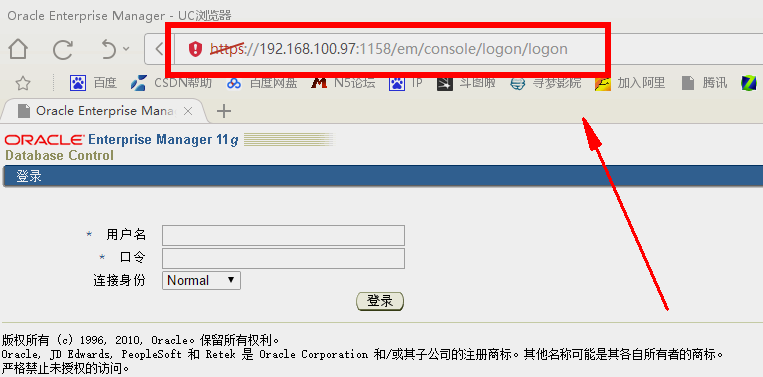 Oracle Enterprise Manager - UC浏览器
https://192.168.100.97:1158/em/console/logon/logon
百度 CSDN帮助 百度网盘 N5论坛 IP 斗图啦 寻梦影院 加入阿里 腾讯
Oracle Enterprise Mana
ORACLE Enterprise Manager 11g
Database Control
登录
* 用户名
* 口令
连接身份 Normal
登录
版权所有 (c) 1996, 2010, Oracle。保留所有权利。
Oracle, JD Edwards, PeopleSoft 和 Retek 是 Oracle Corporation 和/或其子公司的注册商标。其他名称可能是其各自所有者的商标。
严格禁止未授权的访问。